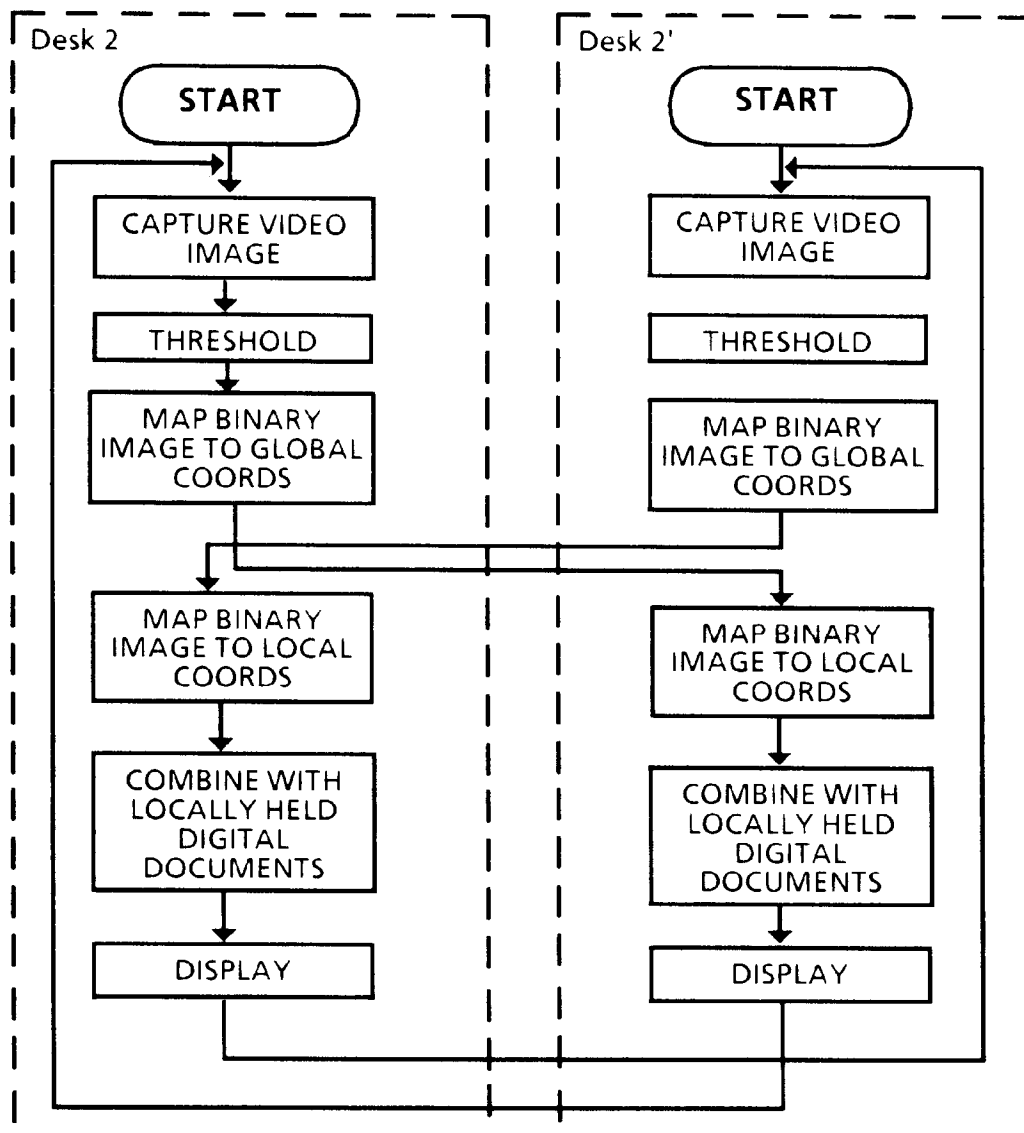 Desk 2
START
CAPTURE VIDEO
IMAGE
THRESHOLD
MAP BINARY
IMAGE TO GLOBAL
COORDS
MAP BINARY
IMAGE TO LOCAL
COORDS
COMBINE WITH
LOCALLY HELD
DIGITAL
DOCUMENTS
DISPLAY
Desk 2'
START
CAPTURE VIDEO
IMAGE
THRESHOLD
MAP BINARY
IMAGE TO GLOBAL
COORDS
MAP BINARY
IMAGE TO LOCAL
COORDS
COMBINE WITH
LOCALLY HELD
DIGITAL
DOCUMENTS
DISPLAY